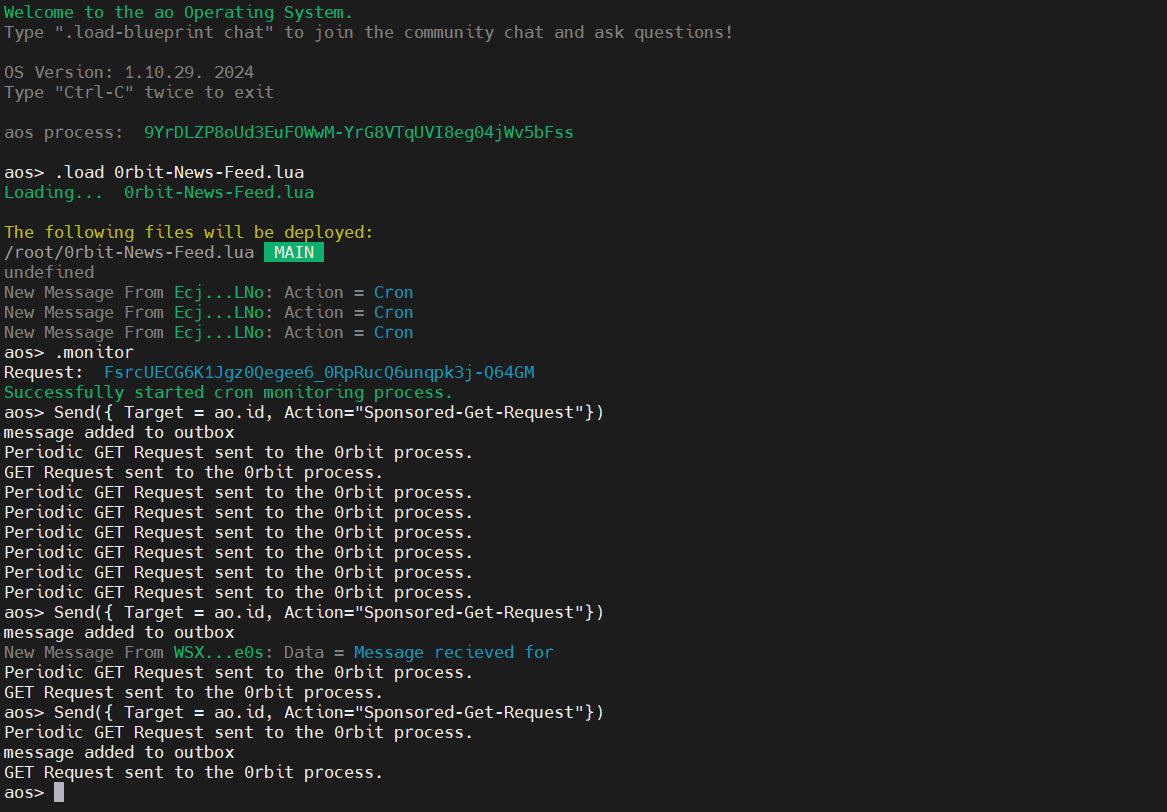 Welcome to the ao Operating System.
Type ".load-blueprint chat" to join the community chat and ask questions!
OS Version: 1.10.29. 2024
Type "Ctrl-C" twice to exit
aos process:  9YrDLZP8oUd3EuFOWwM-YrG8VTqUVI8eg04jWv5bFss
aos> .load 0rbit-News-Feed.lua
Loading...  0rbit-News-Feed.lua
The following files will be deployed:
/root/0rbit-News-Feed.lua MAIN
undefined
New Message From Ecj...LNo: Action = Cron
New Message From Ecj...LNo: Action = Cron
New Message From Ecj...LNo: Action = Cron
aos> .monitor
Request:  FsrcUECG6K1Jgz0Qegee6_0RpRucQ6unqpk3j-Q64GM
Successfully started cron monitoring process.
aos> Send({ Target = ao.id, Action="Sponsored-Get-Request"})
message added to outbox
Periodic GET Request sent to the 0rbit process.
GET Request sent to the 0rbit process.
Periodic GET Request sent to the 0rbit process.
Periodic GET Request sent to the 0rbit process.
Periodic GET Request sent to the 0rbit process.
Periodic GET Request sent to the 0rbit process.
Periodic GET Request sent to the 0rbit process.
Periodic GET Request sent to the 0rbit process.
aos> Send({ Target = ao.id, Action="Sponsored-Get-Request"})
message added to outbox
New Message From WSX...e0s: Data = Message recieved for
Periodic GET Request sent to the 0rbit process.
GET Request sent to the 0rbit process.
aos> Send({ Target = ao.id, Action="Sponsored-Get-Request"})
Periodic GET Request sent to the 0rbit process.
message added to outbox
GET Request sent to the 0rbit process.
aos>